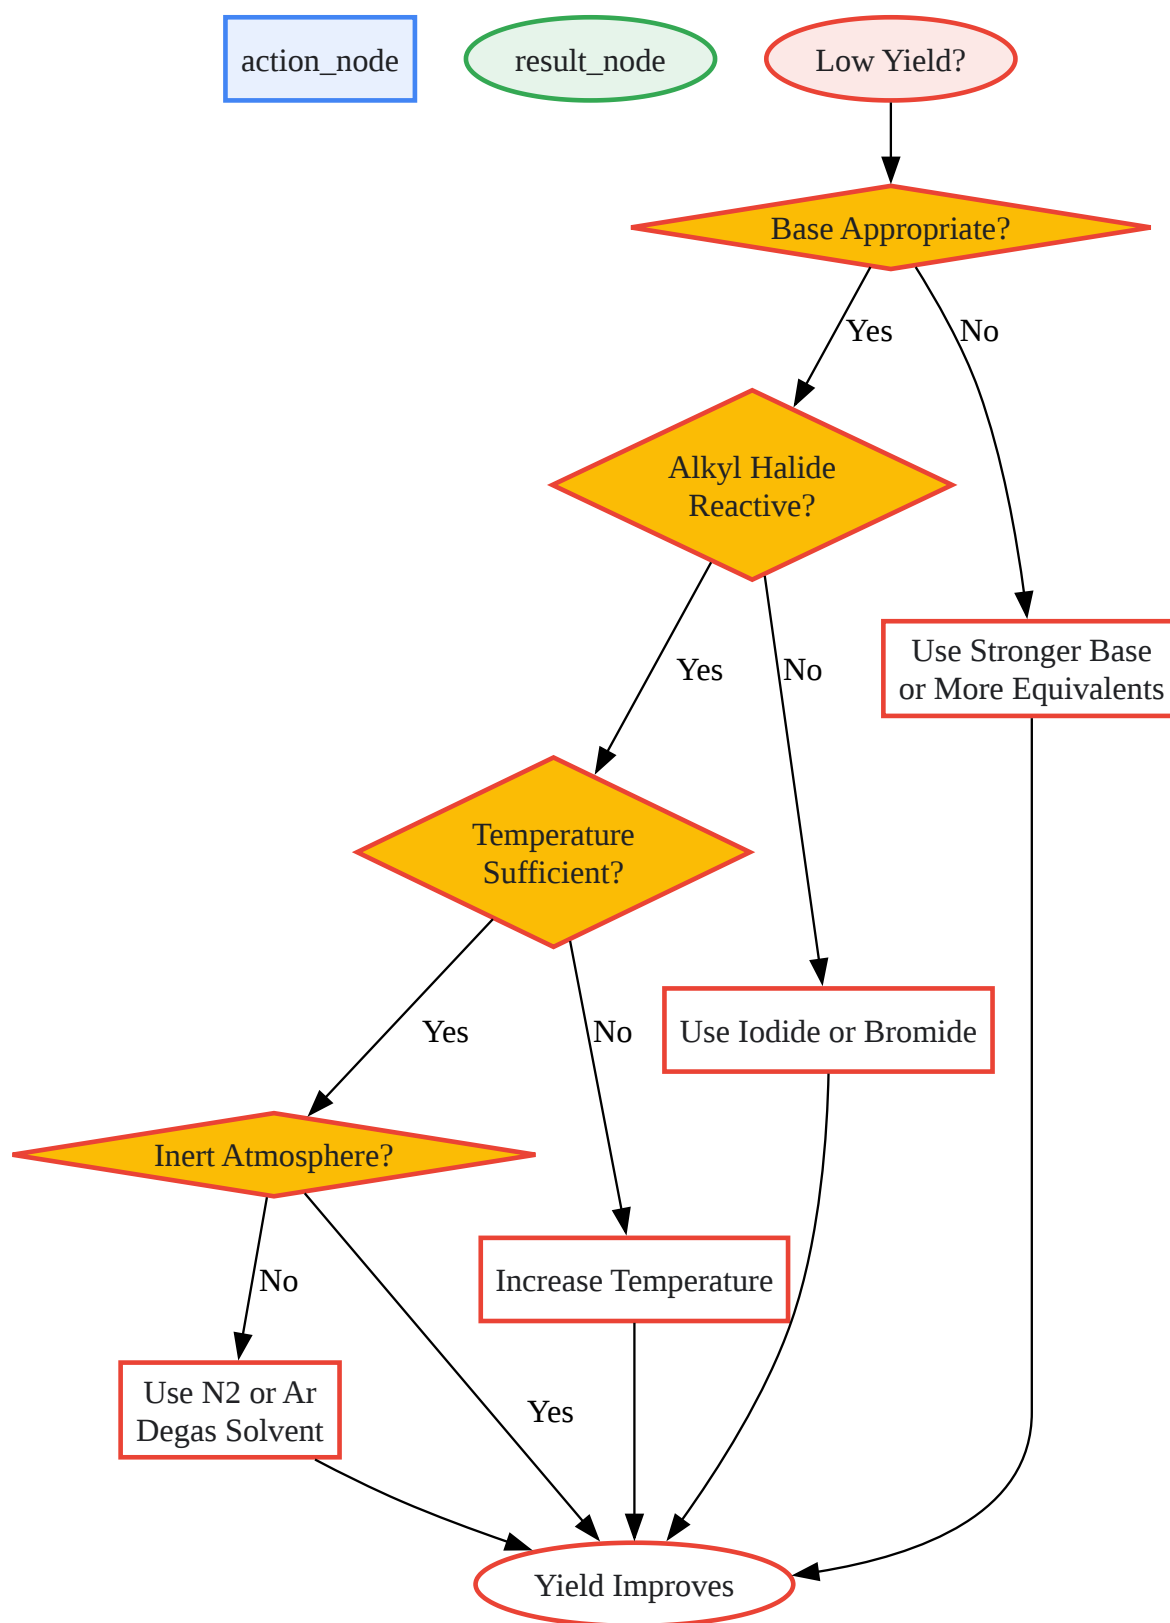 action_node
result_node
Low Yield?
Base Appropriate?
Yes
No
Alkyl Halide
Reactive?
Use Stronger Base
or More Equivalents
Yes
No
Temperature
Sufficient?
Yes
No
Use Iodide or Bromide
Inert Atmosphere?
No
Increase Temperature
Use N2 or Ar
Degas Solvent
Yes
Yield Improves